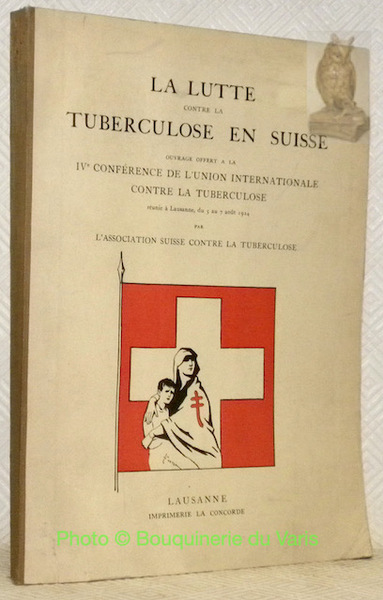 LA LUTTE
CONTRE LA
TUBERCULOSE EN SUISSE
OUVRAGE OFFERT A LA
IVe CONFÉRENCE DE L'UNION INTERNATIONALE
CONTRE LA TUBERCULOSE
réunie à Lausanne, du 5 au 7 août 1924
PAR
L'ASSOCIATION SUISSE CONTRE LA TUBERCULOSE
LAUSANNE
IMPRIMERIE LA CONCORDE
Photo © Bouquinerie du Varis